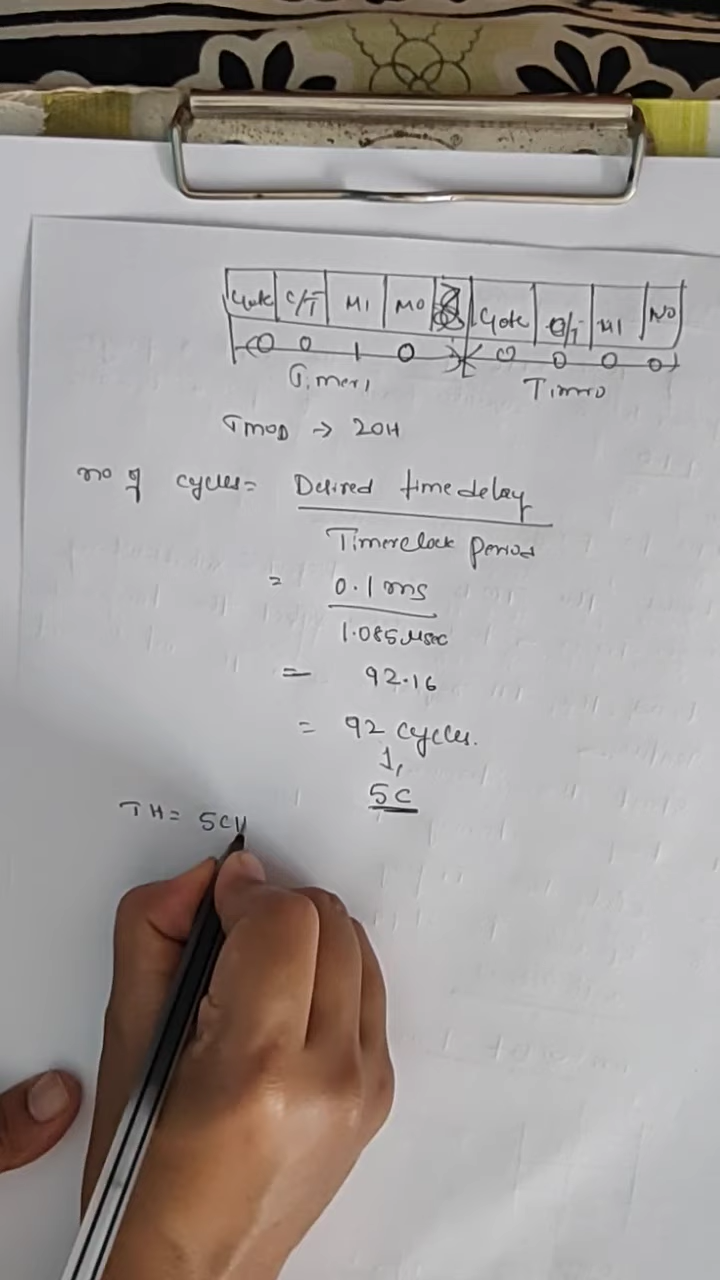 Gate C/T M1 M0 Gate C/T M1 M0
0 0 1 0 0 0 0 0
Timer1 Timer0
TMOD → 20H
no of cycles = Desired time delay
Timer clock Period
= 0.1 ms
1.085 μsec
= 92.16
= 92 cycles.
5C
TH = 5CH